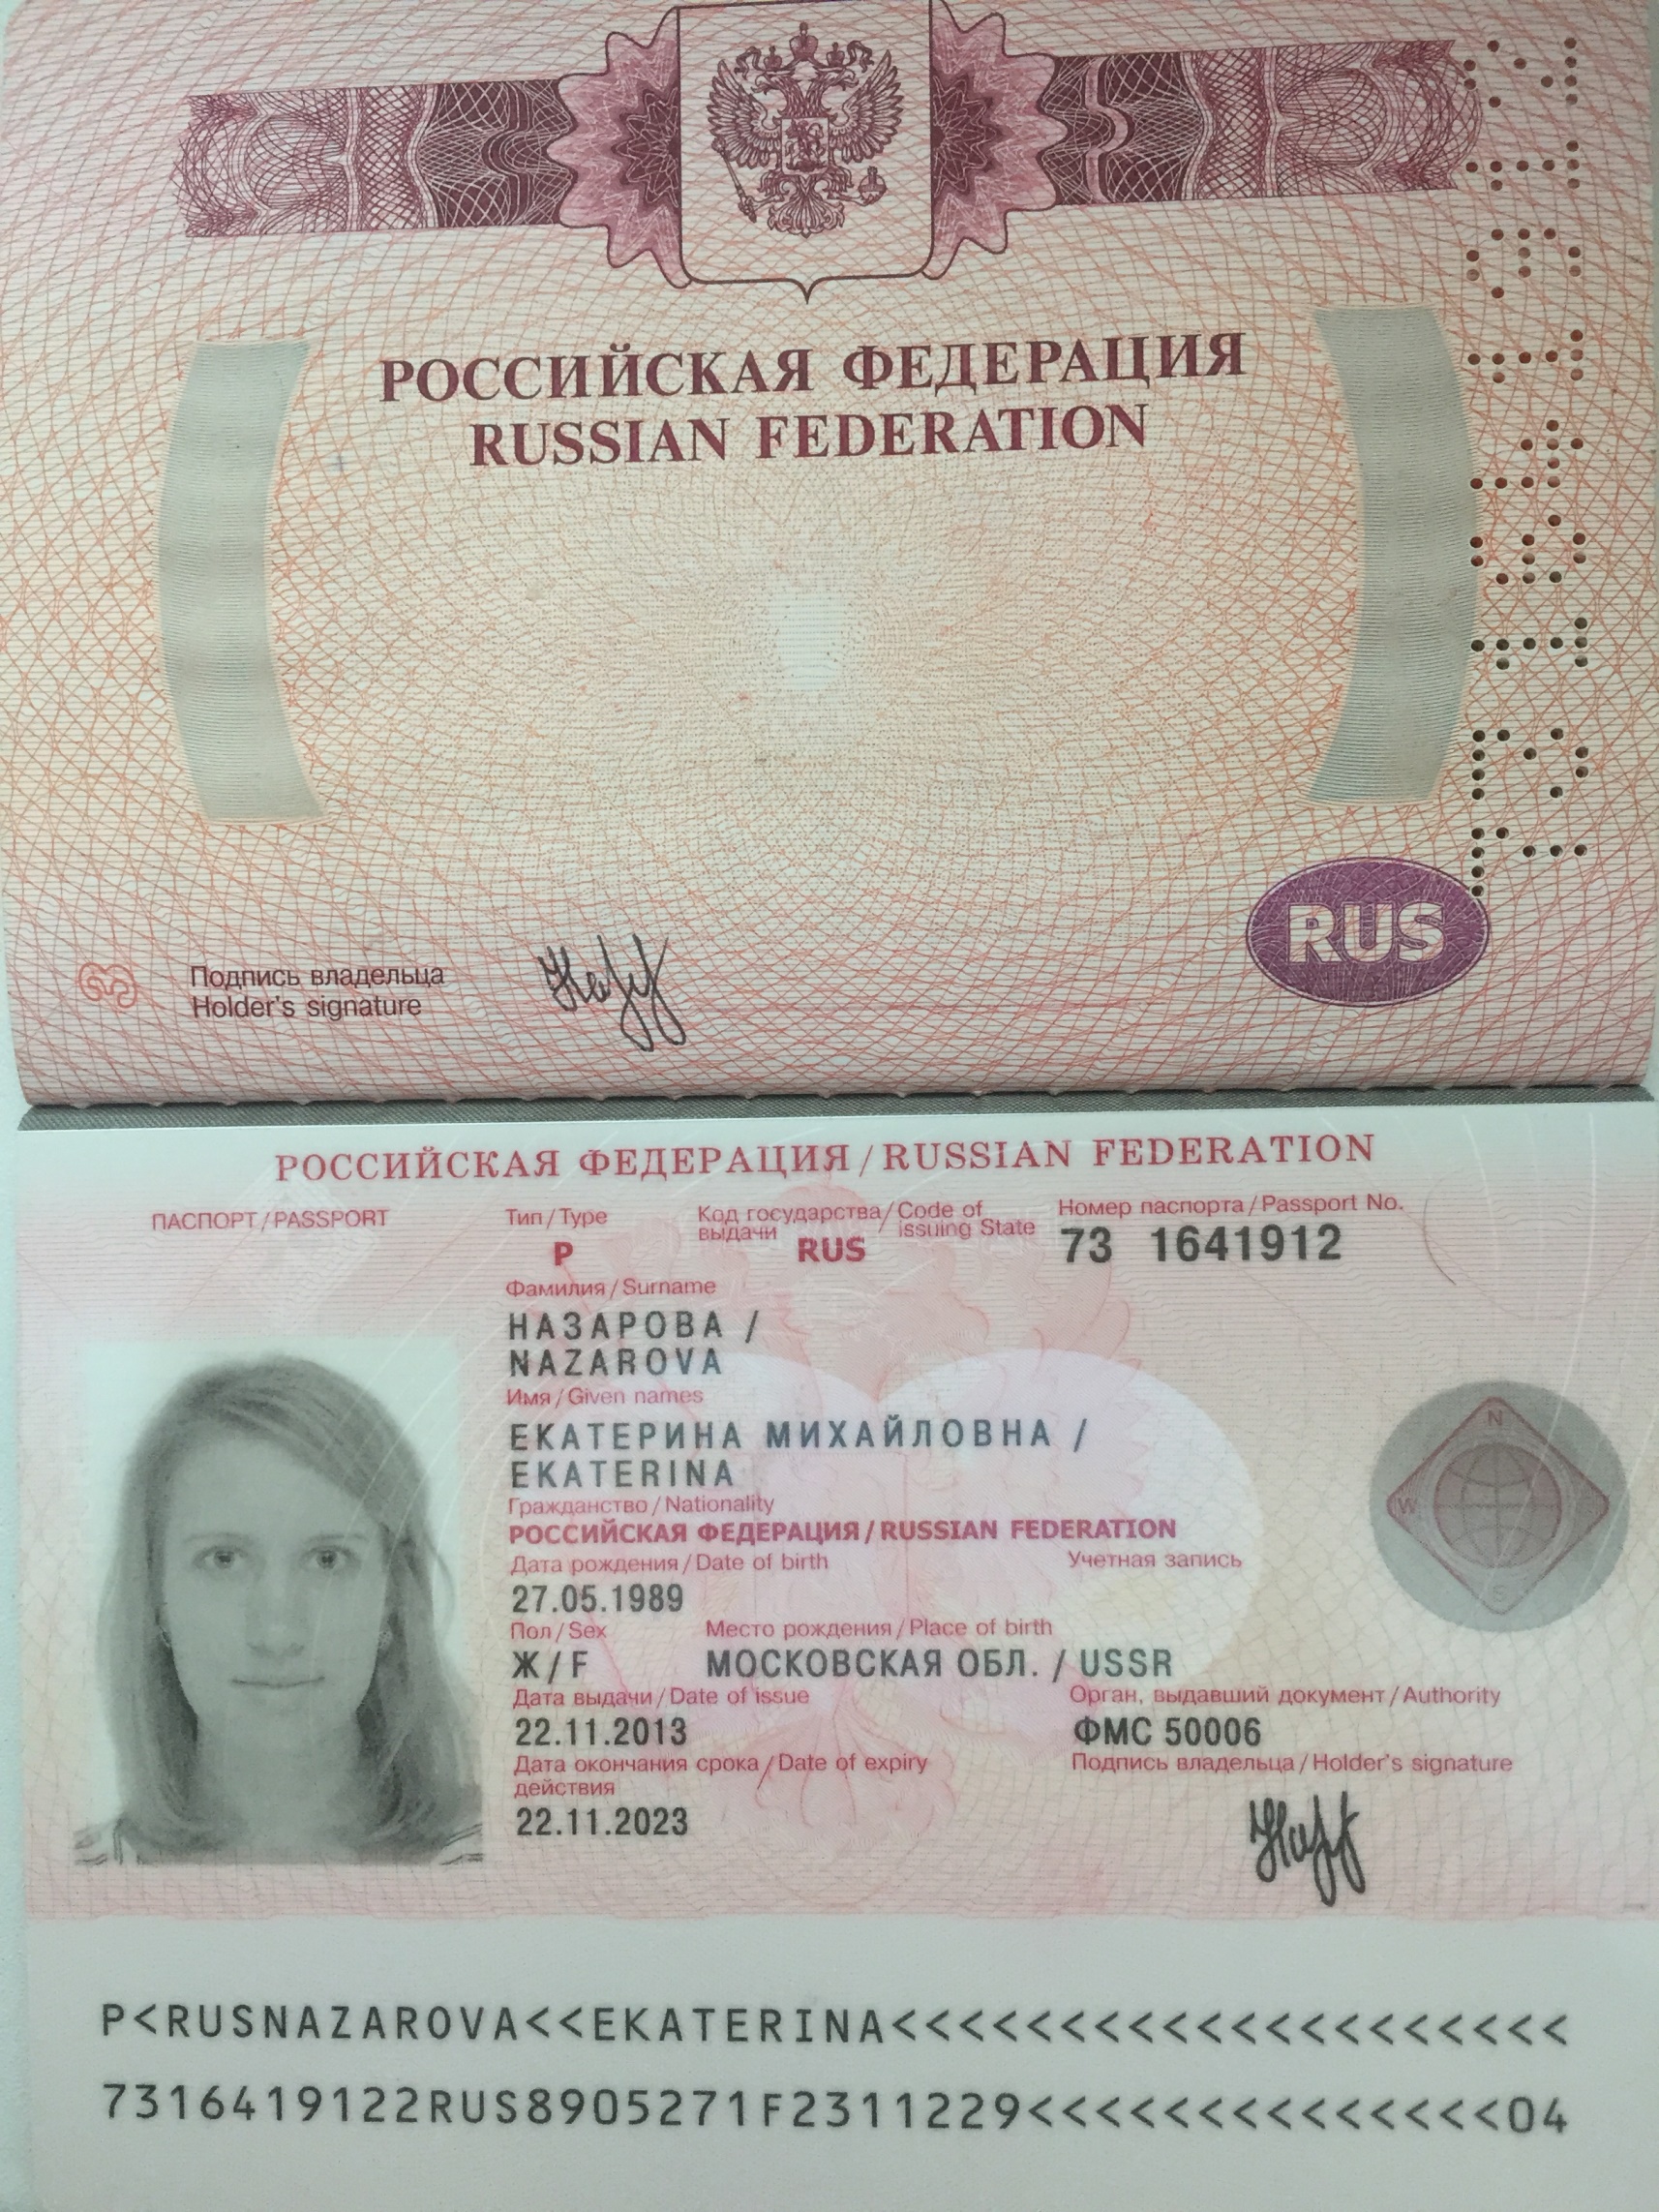 РОССИЙСКАЯ ФЕДЕРАЦИЯ
RUSSIAN FEDERATION
RUS
Подпись владельца
Holder's signature
РОССИЙСКАЯ ФЕДЕРАЦИЯ/RUSSIAN FEDERATION
ПАСПОРТ/PASSPORT
Тип/Type
Код государства/Code of
выдачи issuing State
Номер паспорта/Passport No.
P
RUS
73 1641912
Фамилия/Surname
НАЗАРОВА /
NAZAROVA
Имя/Given names
ЕКАТЕРИНА МИХАЙЛОВНА /
EKATERINA
Гражданство/Nationality
РОССИЙСКАЯ ФЕДЕРАЦИЯ/RUSSIAN FEDERATION
Дата рождения/Date of birth
Учетная запись
27.05.1989
Пол/Sex
Место рождения/Place of birth
Ж/F
МОСКОВСКАЯ ОБЛ. / USSR
Дата выдачи/Date of issue
Орган, выдавший документ/Authority
22.11.2013
ФМС 50006
Дата окончания срока/Date of expiry
действия
Подпись владельца/Holder's signature
22.11.2023
N
W
S
P<RUSNAZAROVA<<EKATERINA<<<<<<<<<<<<<<<<<<<<
7316419122RUS8905271F2311229<<<<<<<<<<<<<<04